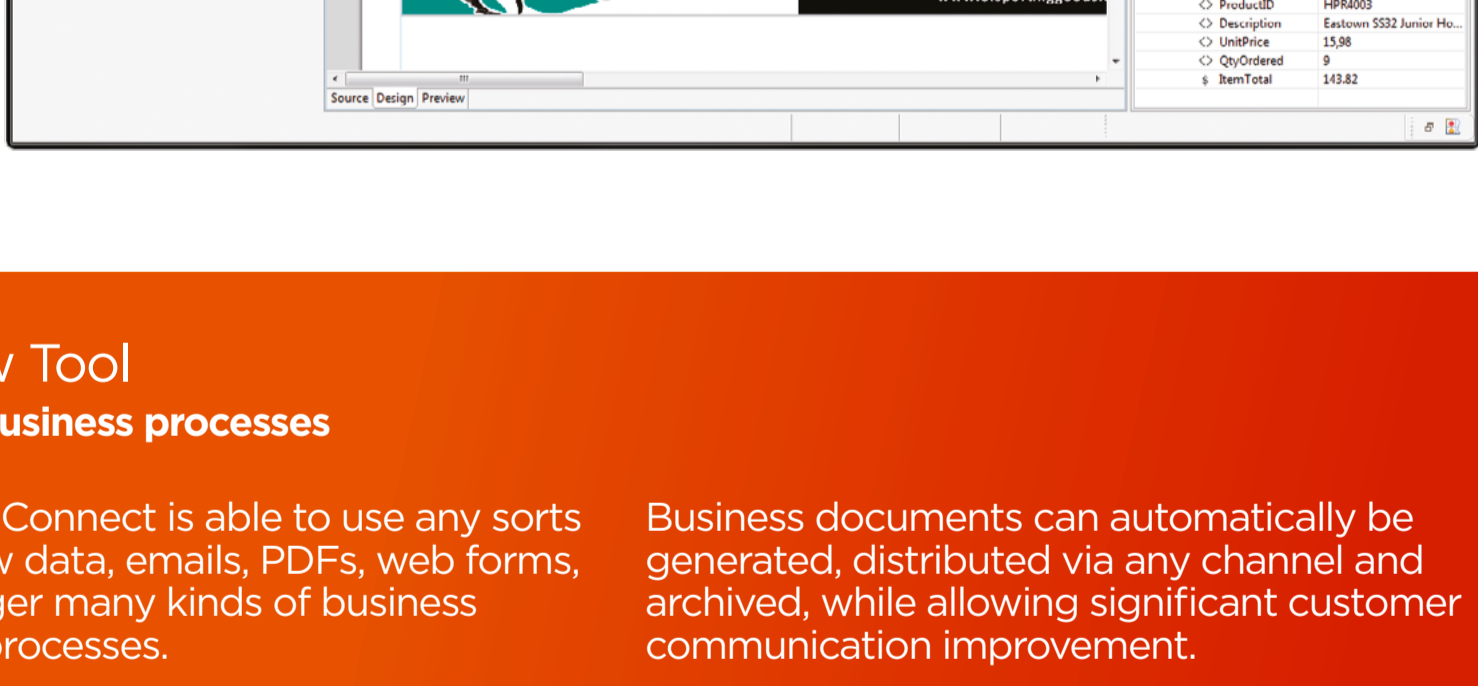 ProductID HPR4003
Description Eastown SS32 Junior Ho...
UnitPrice 15,98
QtyOrdered 9
$ ItemTotal 143.82
Source Design Preview
w Tool
usiness processes
Connect is able to use any sorts
w data, emails, PDFs, web forms,
ger many kinds of business
processes.
Business documents can automatically be
generated, distributed via any channel and
archived, while allowing significant customer
communication improvement.